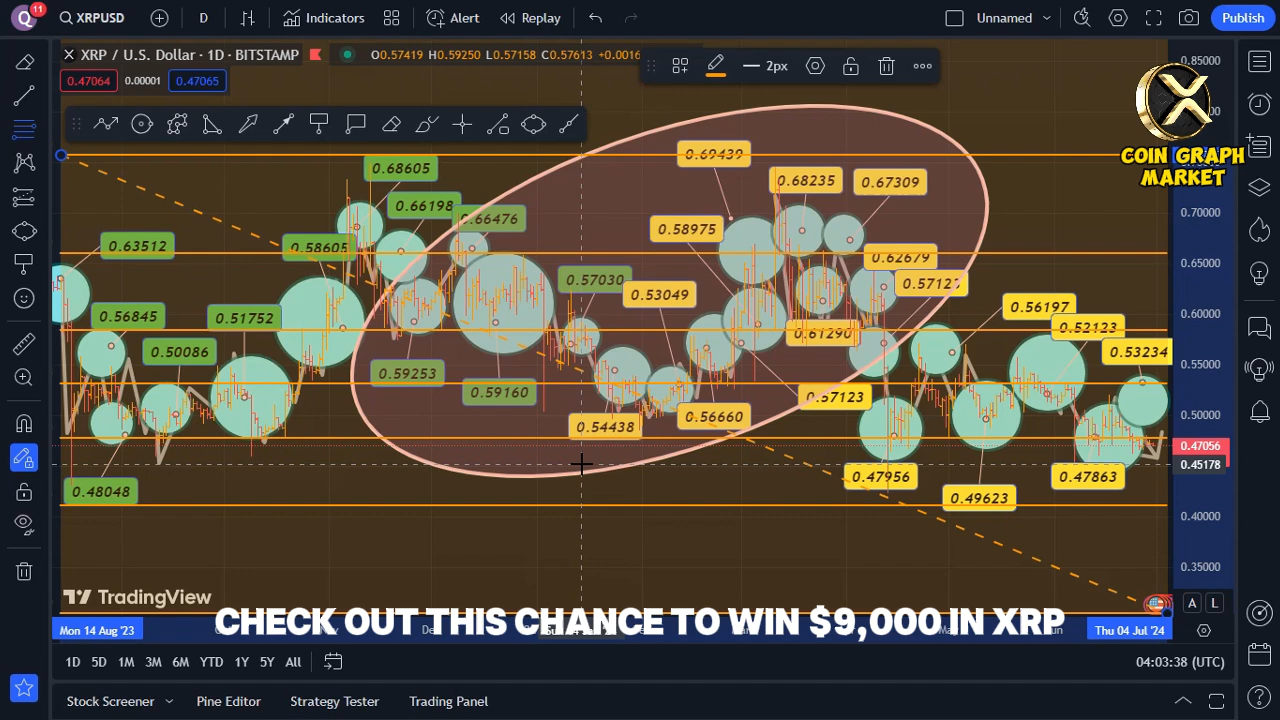 Q 11 XRPUSD D Indicators Alert Replay Unnamed Publish
XRP / U.S. Dollar · 1D · BITSTAMP O0.57419 H0.59250 L0.57158 C0.57613 +0.0016
2px
0.47064 0.00001 0.47065
0.85000
COIN GRAPH
MARKET
0.69439
0.68605
0.68235
0.67309
0.66198
0.70000
0.66476
0.58975
0.63512
0.58605
0.62679
0.65000
0.57030
0.57123
0.53049
0.56845
0.51752
0.56197
0.60000
0.61290
0.52123
0.50086
0.53234
0.55000
0.59253
0.59160
0.67123
0.56660
0.50000
0.54438
0.47056
0.45178
0.47956
0.47863
0.48048
0.49623
0.40000
0.35000
TradingView
A L
CHECK OUT THIS CHANCE TO WIN $9,000 IN XRP
Mon 14 Aug '23
Thu 04 Jul '24
1D 5D 1M 3M 6M YTD 1Y 5Y All
04:03:38 (UTC)
Stock Screener Pine Editor Strategy Tester Trading Panel